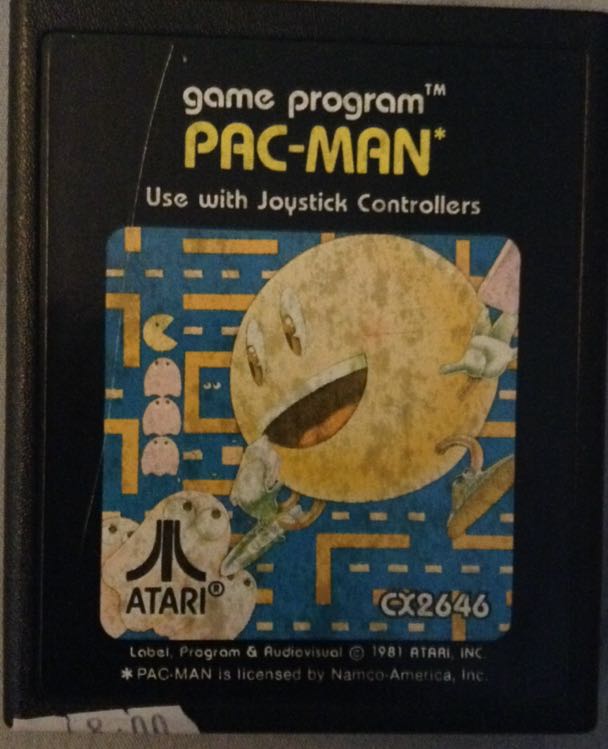 game program™
PAC-MAN*
Use with Joystick Controllers
ATARI®
CX2646
Label, Program & Audiovisual © 1981 ATARI, INC.
* PAC-MAN is licensed by Namco-America, Inc.